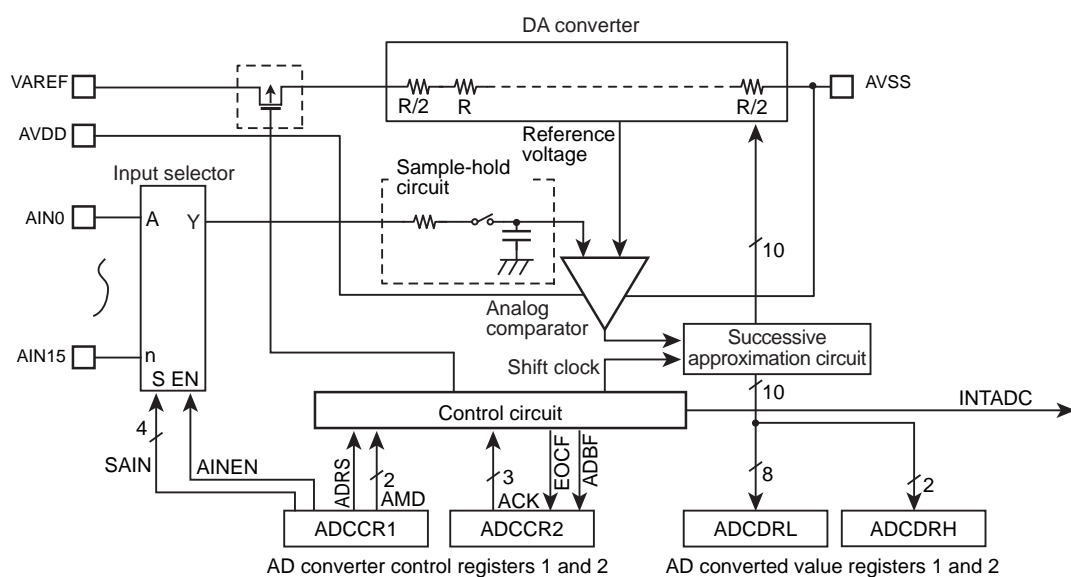 DA converter
VAREF
AVSS
R/2
R
R/2
AVDD
Reference
voltage
Input selector
Sample-hold
circuit
AIN0
A
Y
10
Analog
comparator
Successive
approximation circuit
AIN15
n
Shift clock
S EN
10
INTADC
Control circuit
4
SAIN
AINEN
ADRS
2
AMD
3
ACK
EOCF
ADBF
8
2
ADCCR1
ADCCR2
ADCDRL
ADCDRH
AD converter control registers 1 and 2
AD converted value registers 1 and 2